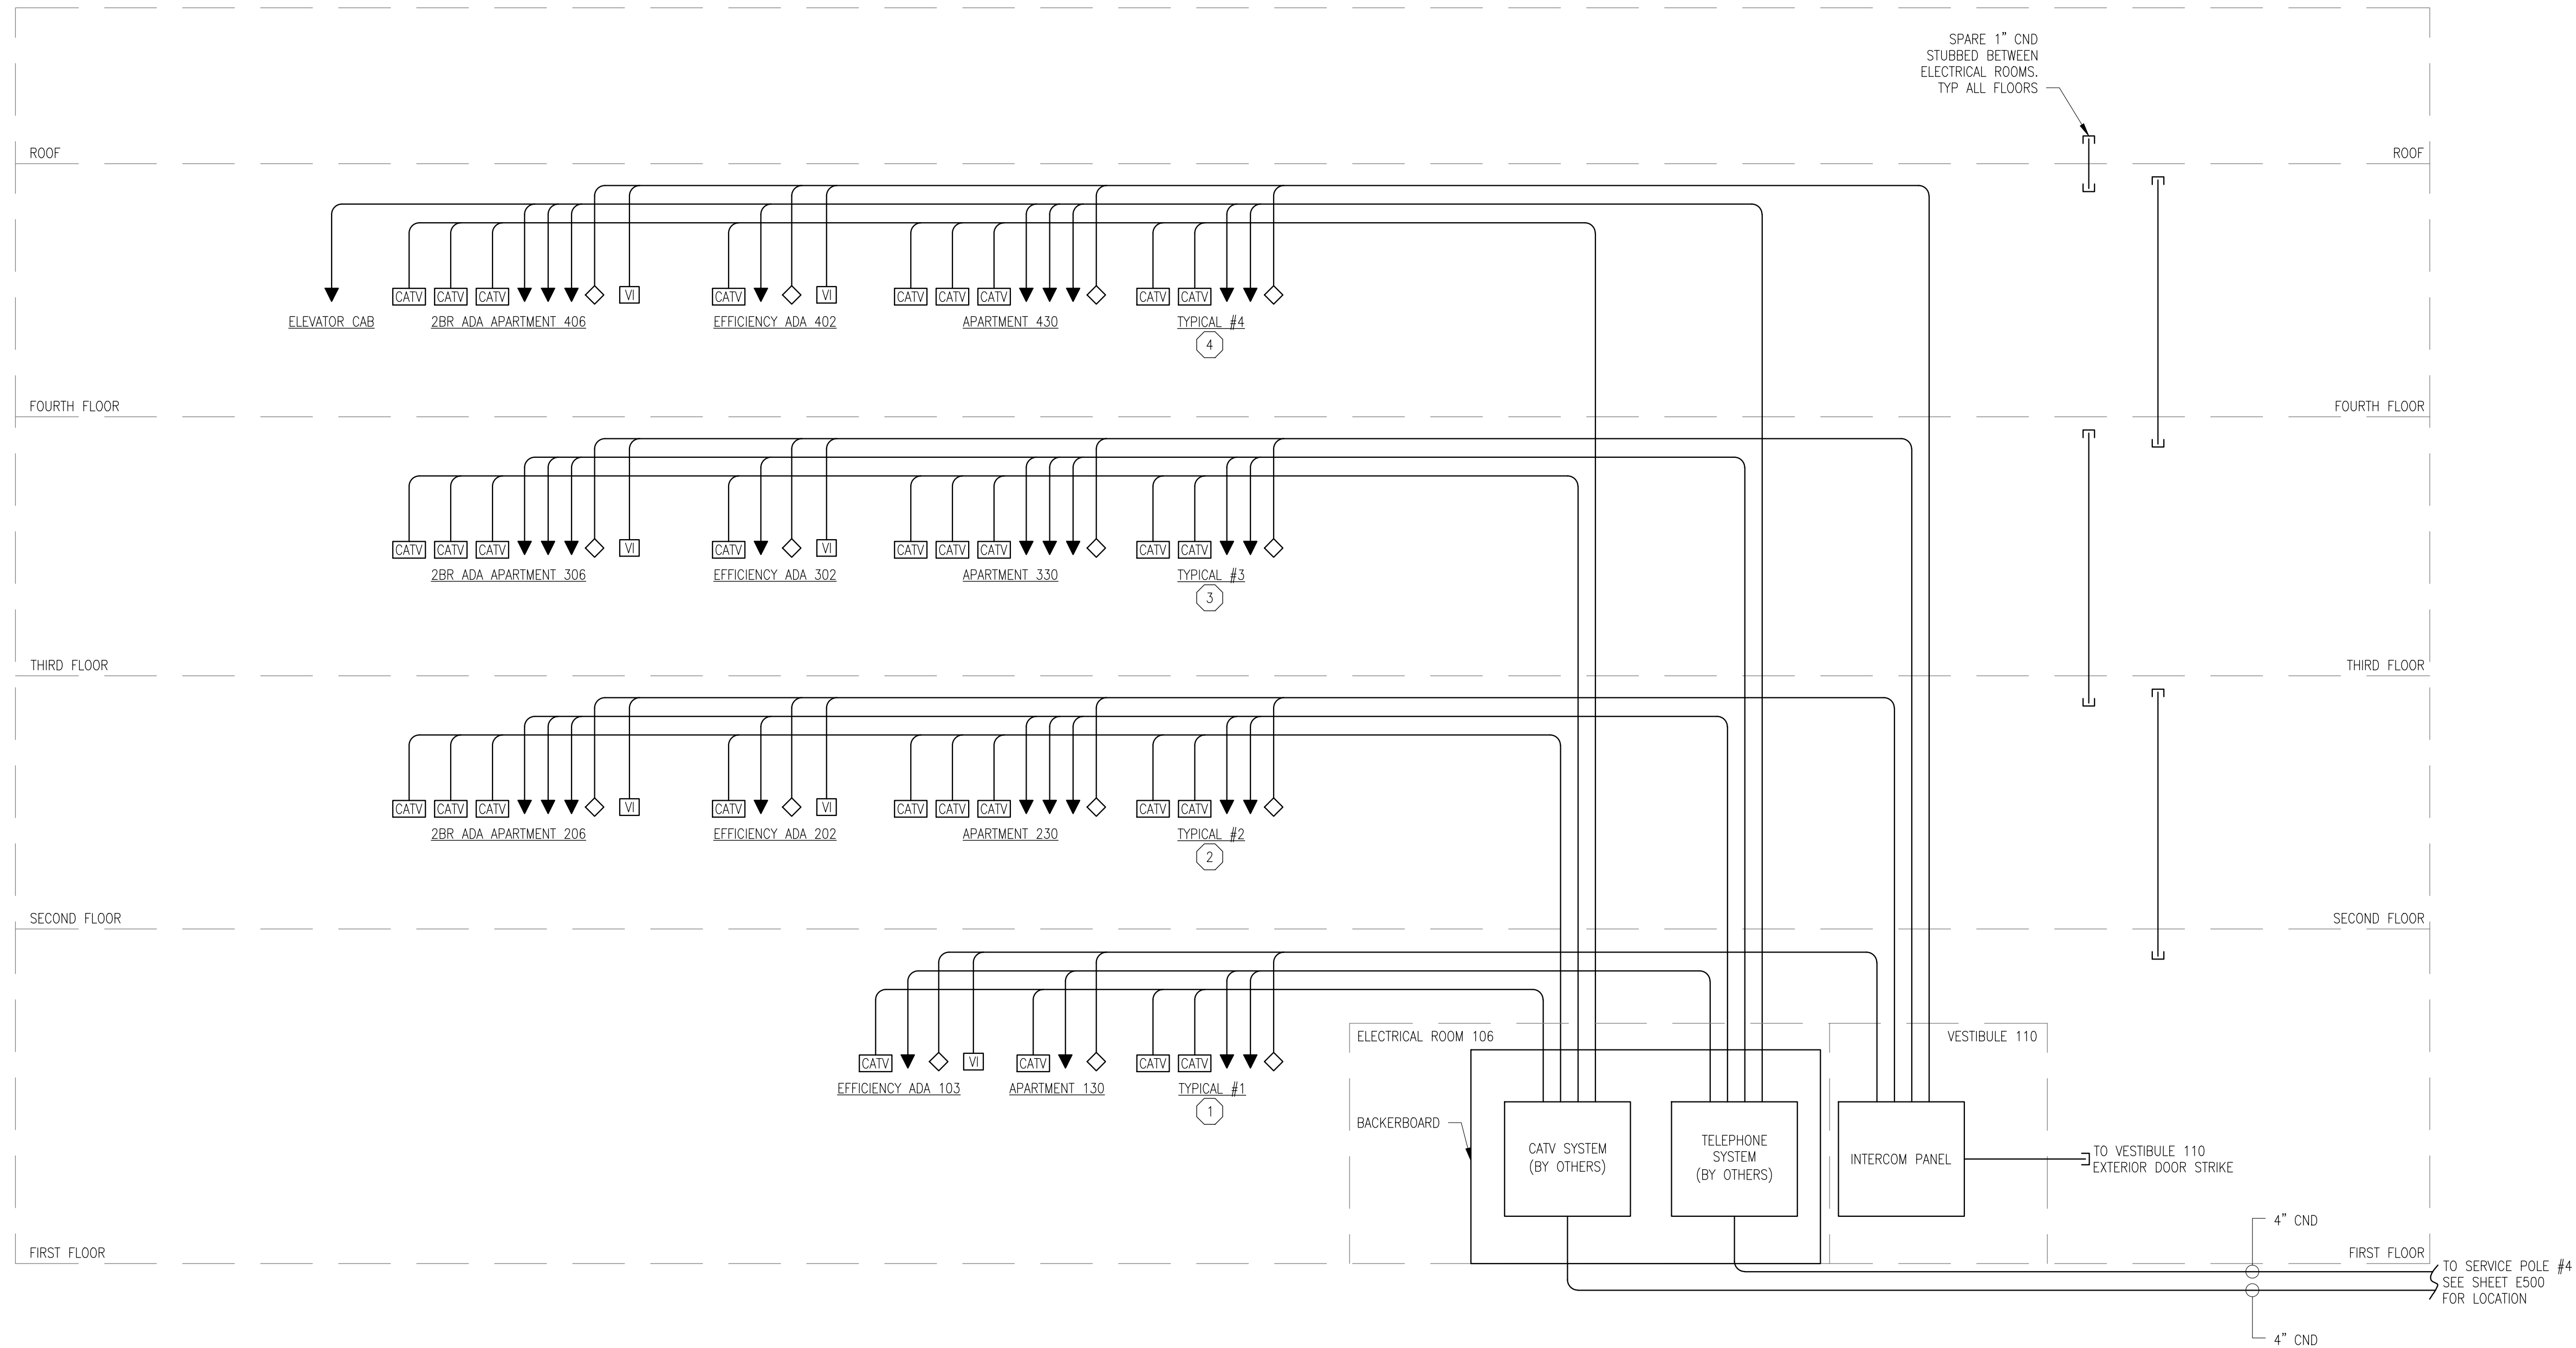 SPARE 1" CND
STUBBED BETWEEN
ELECTRICAL ROOMS.
TYP ALL FLOORS
ROOF
ROOF
CATV
CATV
CATV
VI
CATV
VI
CATV
CATV
CATV
CATV
CATV
ELEVATOR CAB
2BR ADA APARTMENT 406
EFFICIENCY ADA 402
APARTMENT 430
TYPICAL #4
4
FOURTH FLOOR
FOURTH FLOOR
CATV
CATV
CATV
VI
CATV
VI
CATV
CATV
CATV
CATV
CATV
2BR ADA APARTMENT 306
EFFICIENCY ADA 302
APARTMENT 330
TYPICAL #3
3
THIRD FLOOR
THIRD FLOOR
CATV
CATV
CATV
VI
CATV
VI
CATV
CATV
CATV
CATV
CATV
2BR ADA APARTMENT 206
EFFICIENCY ADA 202
APARTMENT 230
TYPICAL #2
2
SECOND FLOOR
SECOND FLOOR
CATV
VI
CATV
CATV
CATV
EFFICIENCY ADA 103
APARTMENT 130
TYPICAL #1
1
ELECTRICAL ROOM 106
VESTIBULE 110
BACKERBOARD
CATV SYSTEM
(BY OTHERS)
TELEPHONE
SYSTEM
(BY OTHERS)
INTERCOM PANEL
TO VESTIBULE 110
EXTERIOR DOOR STRIKE
4" CND
FIRST FLOOR
FIRST FLOOR
TO SERVICE POLE #4
SEE SHEET E500
FOR LOCATION
4" CND